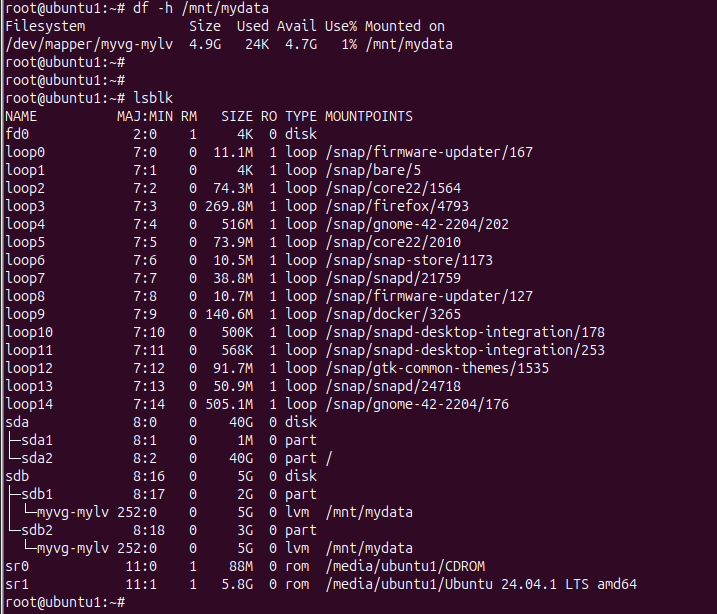 root@ubuntu1:~# df -h /mnt/mydata
Filesystem             Size  Used Avail Use% Mounted on
/dev/mapper/myvg-mylv  4.9G   24K  4.7G   1% /mnt/mydata
root@ubuntu1:~#
root@ubuntu1:~#
root@ubuntu1:~# lsblk
NAME          MAJ:MIN RM   SIZE RO TYPE MOUNTPOINTS
fd0             2:0    1     4K  0 disk
loop0           7:0    0  11.1M  1 loop /snap/firmware-updater/167
loop1           7:1    0     4K  1 loop /snap/bare/5
loop2           7:2    0  74.3M  1 loop /snap/core22/1564
loop3           7:3    0 269.8M  1 loop /snap/firefox/4793
loop4           7:4    0   516M  1 loop /snap/gnome-42-2204/202
loop5           7:5    0  73.9M  1 loop /snap/core22/2010
loop6           7:6    0  10.5M  1 loop /snap/snap-store/1173
loop7           7:7    0  38.8M  1 loop /snap/snapd/21759
loop8           7:8    0  10.7M  1 loop /snap/firmware-updater/127
loop9           7:9    0 140.6M  1 loop /snap/docker/3265
loop10          7:10   0   500K  1 loop /snap/snapd-desktop-integration/178
loop11          7:11   0   568K  1 loop /snap/snapd-desktop-integration/253
loop12          7:12   0  91.7M  1 loop /snap/gtk-common-themes/1535
loop13          7:13   0  50.9M  1 loop /snap/snapd/24718
loop14          7:14   0 505.1M  1 loop /snap/gnome-42-2204/176
sda             8:0    0    40G  0 disk
├─sda1          8:1    0     1M  0 part
└─sda2          8:2    0    40G  0 part /
sdb             8:16   0     5G  0 disk
├─sdb1          8:17   0     2G  0 part
│ └─myvg-mylv 252:0    0     5G  0 lvm  /mnt/mydata
└─sdb2          8:18   0     3G  0 part
  └─myvg-mylv 252:0    0     5G  0 lvm  /mnt/mydata
sr0            11:0    1    88M  0 rom  /media/ubuntu1/CDROM
sr1            11:1    1   5.8G  0 rom  /media/ubuntu1/Ubuntu 24.04.1 LTS amd64
root@ubuntu1:~#